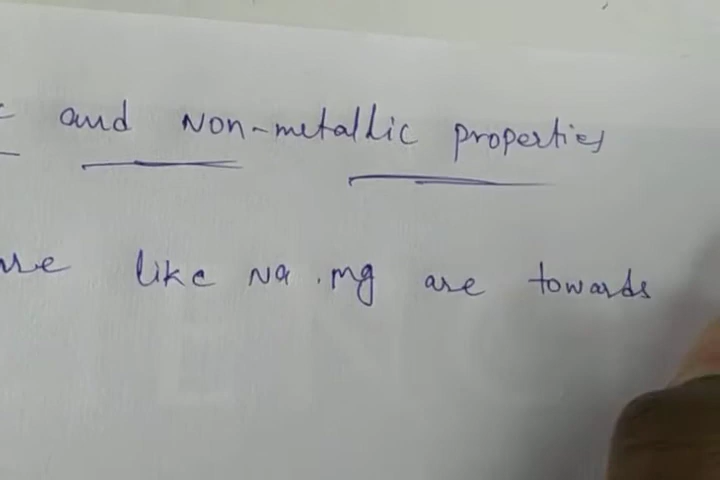 and Non-metallic properties
like Na . mg are towards